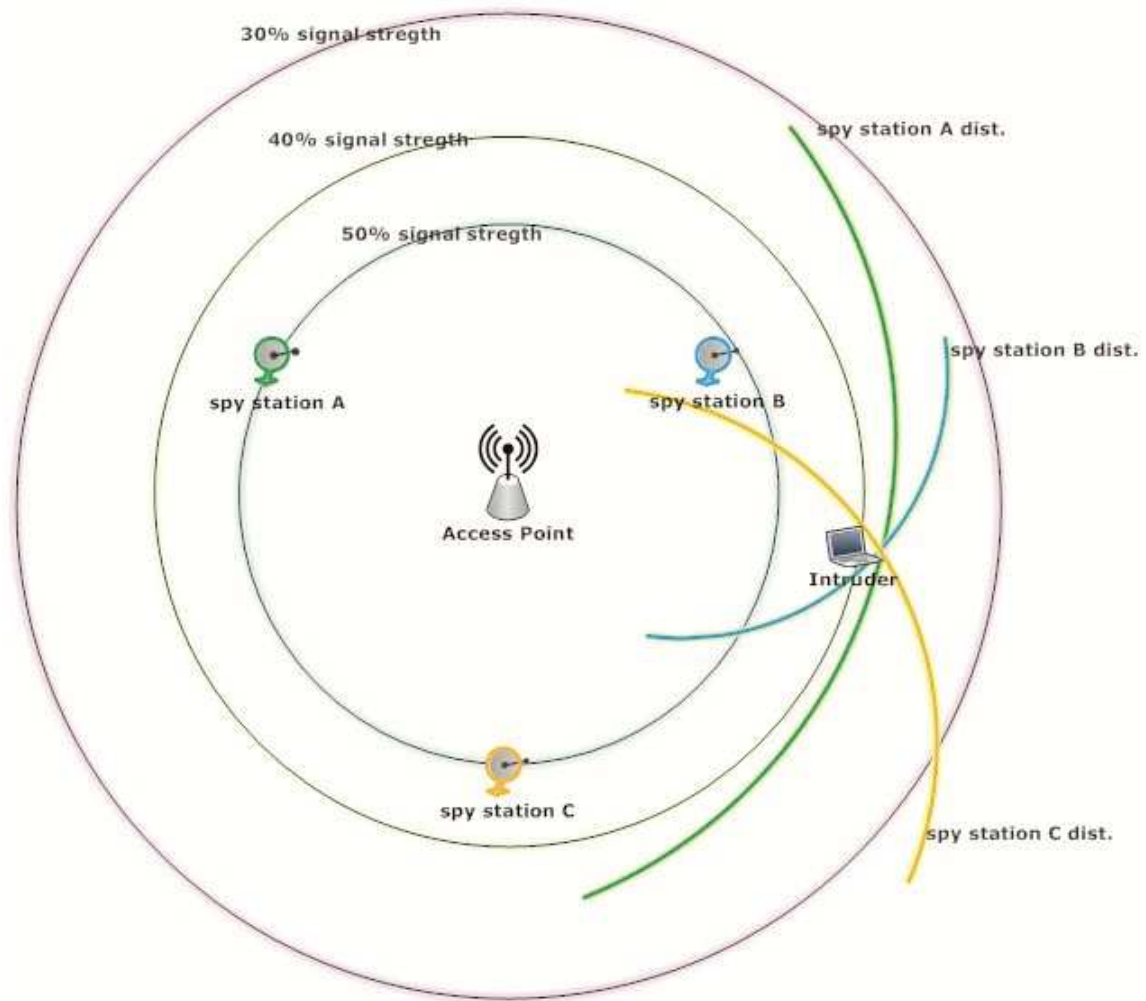 30% signal stregth
spy station A dist.
40% signal stregth
50% signal stregth
spy station B dist.
spy station A
spy station B
Access Point
Intruder
spy station C
spy station C dist.